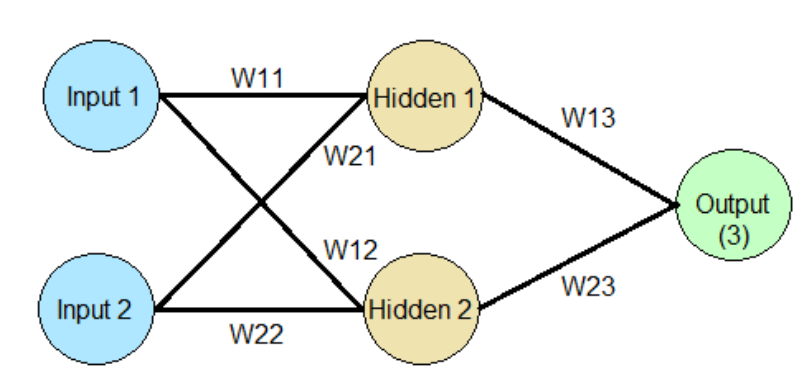 Input 1
W11
Hidden 1
W13
W21
Output
(3)
W12
Input 2
W22
Hidden 2
W23